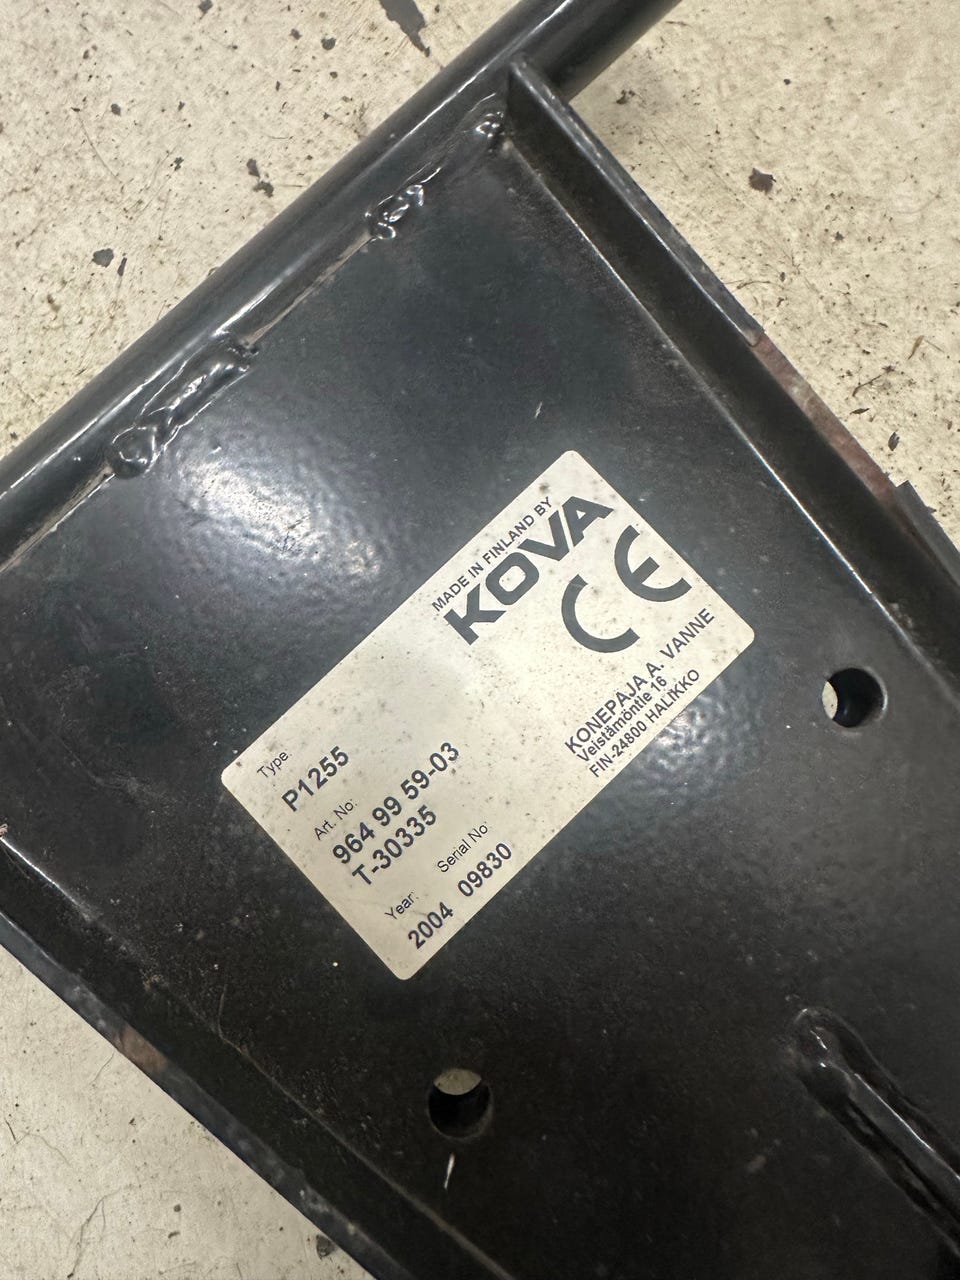 MADE IN FINLAND BY
KOVA
CE
KONEPAJA A. VANNE
Veistämöntie 16
FIN-24800 HALIKKO
Type:
P1255
Art. No:
964 99 59-03
T-30335
Year: Serial No:
2004 09830